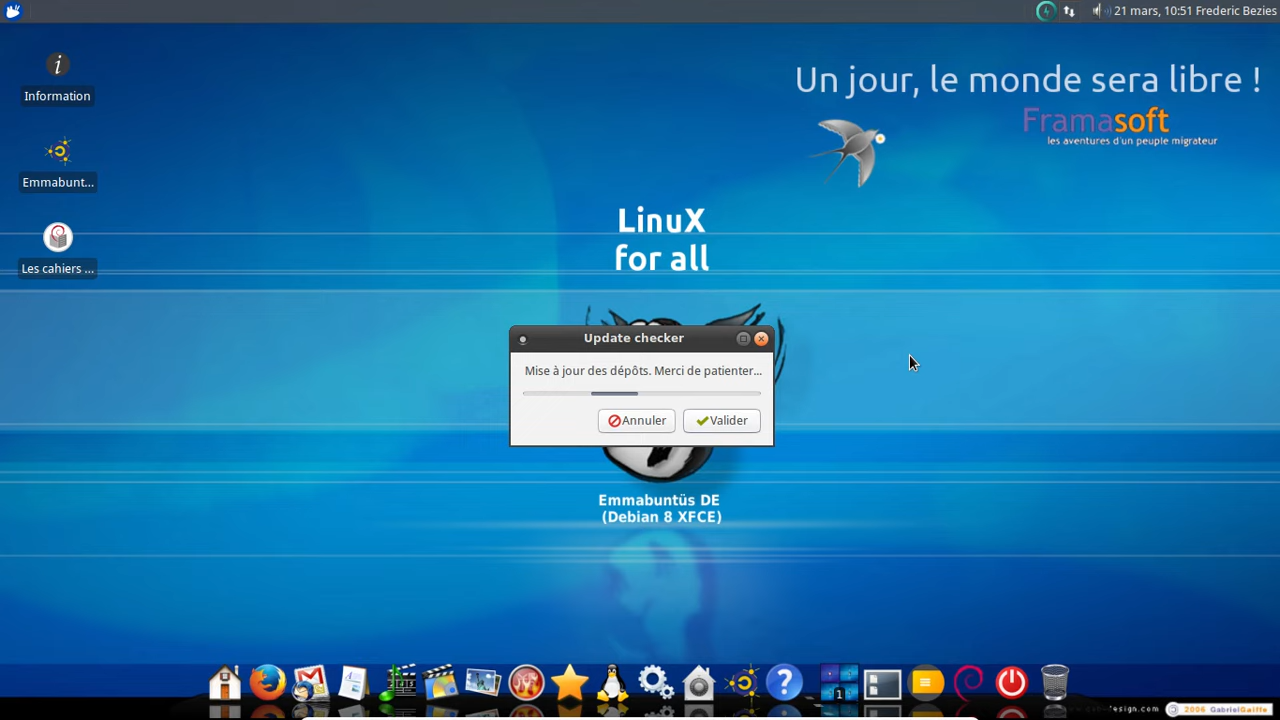 21 mars, 10:51 Frederic Bezies
Information
Emmabunt...
Les cahiers ...
Un jour, le monde sera libre !
Framasoft
les aventures d'un peuple migrateur
LinuX
for all
Update checker
Mise à jour des dépôts. Merci de patienter...
Annuler
Valider
Emmabuntüs DE
(Debian 8 XFCE)
1
2006 GabrielGaiffe